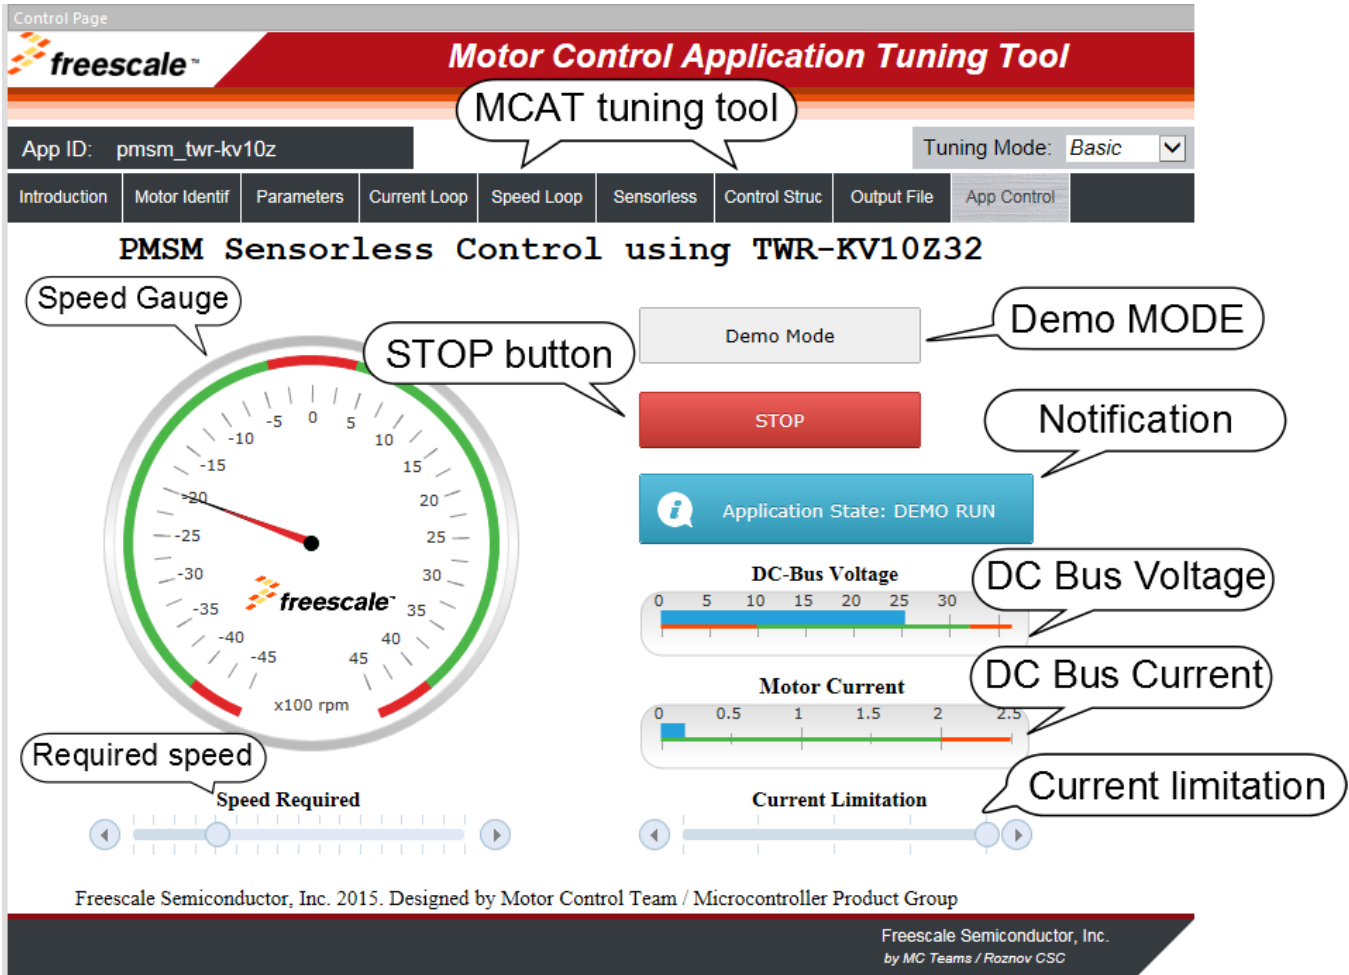 Control Page
freescale™
Motor Control Application Tuning Tool
MCAT tuning tool
App ID: pmsm_twr-kv10z
Tuning Mode: Basic
Introduction Motor Identif Parameters Current Loop Speed Loop Sensorless Control Struc Output File App Control
PMSM Sensorless Control using TWR-KV10Z32
Speed Gauge
STOP button
Demo Mode
Demo MODE
STOP
Notification
Application State: DEMO RUN
-45 -40 -35 -30 -25 -20 -15 -10 -5 0 5 10 15 20 25 30 35 40 45
freescale™
x100 rpm
DC-Bus Voltage
DC Bus Voltage
0 5 10 15 20 25 30
Motor Current
DC Bus Current
0 0.5 1 1.5 2 2.5
Required speed
Current limitation
Speed Required
Current Limitation
Freescale Semiconductor, Inc. 2015. Designed by Motor Control Team / Microcontroller Product Group
Freescale Semiconductor, Inc.
by MC Teams / Roznov CSC